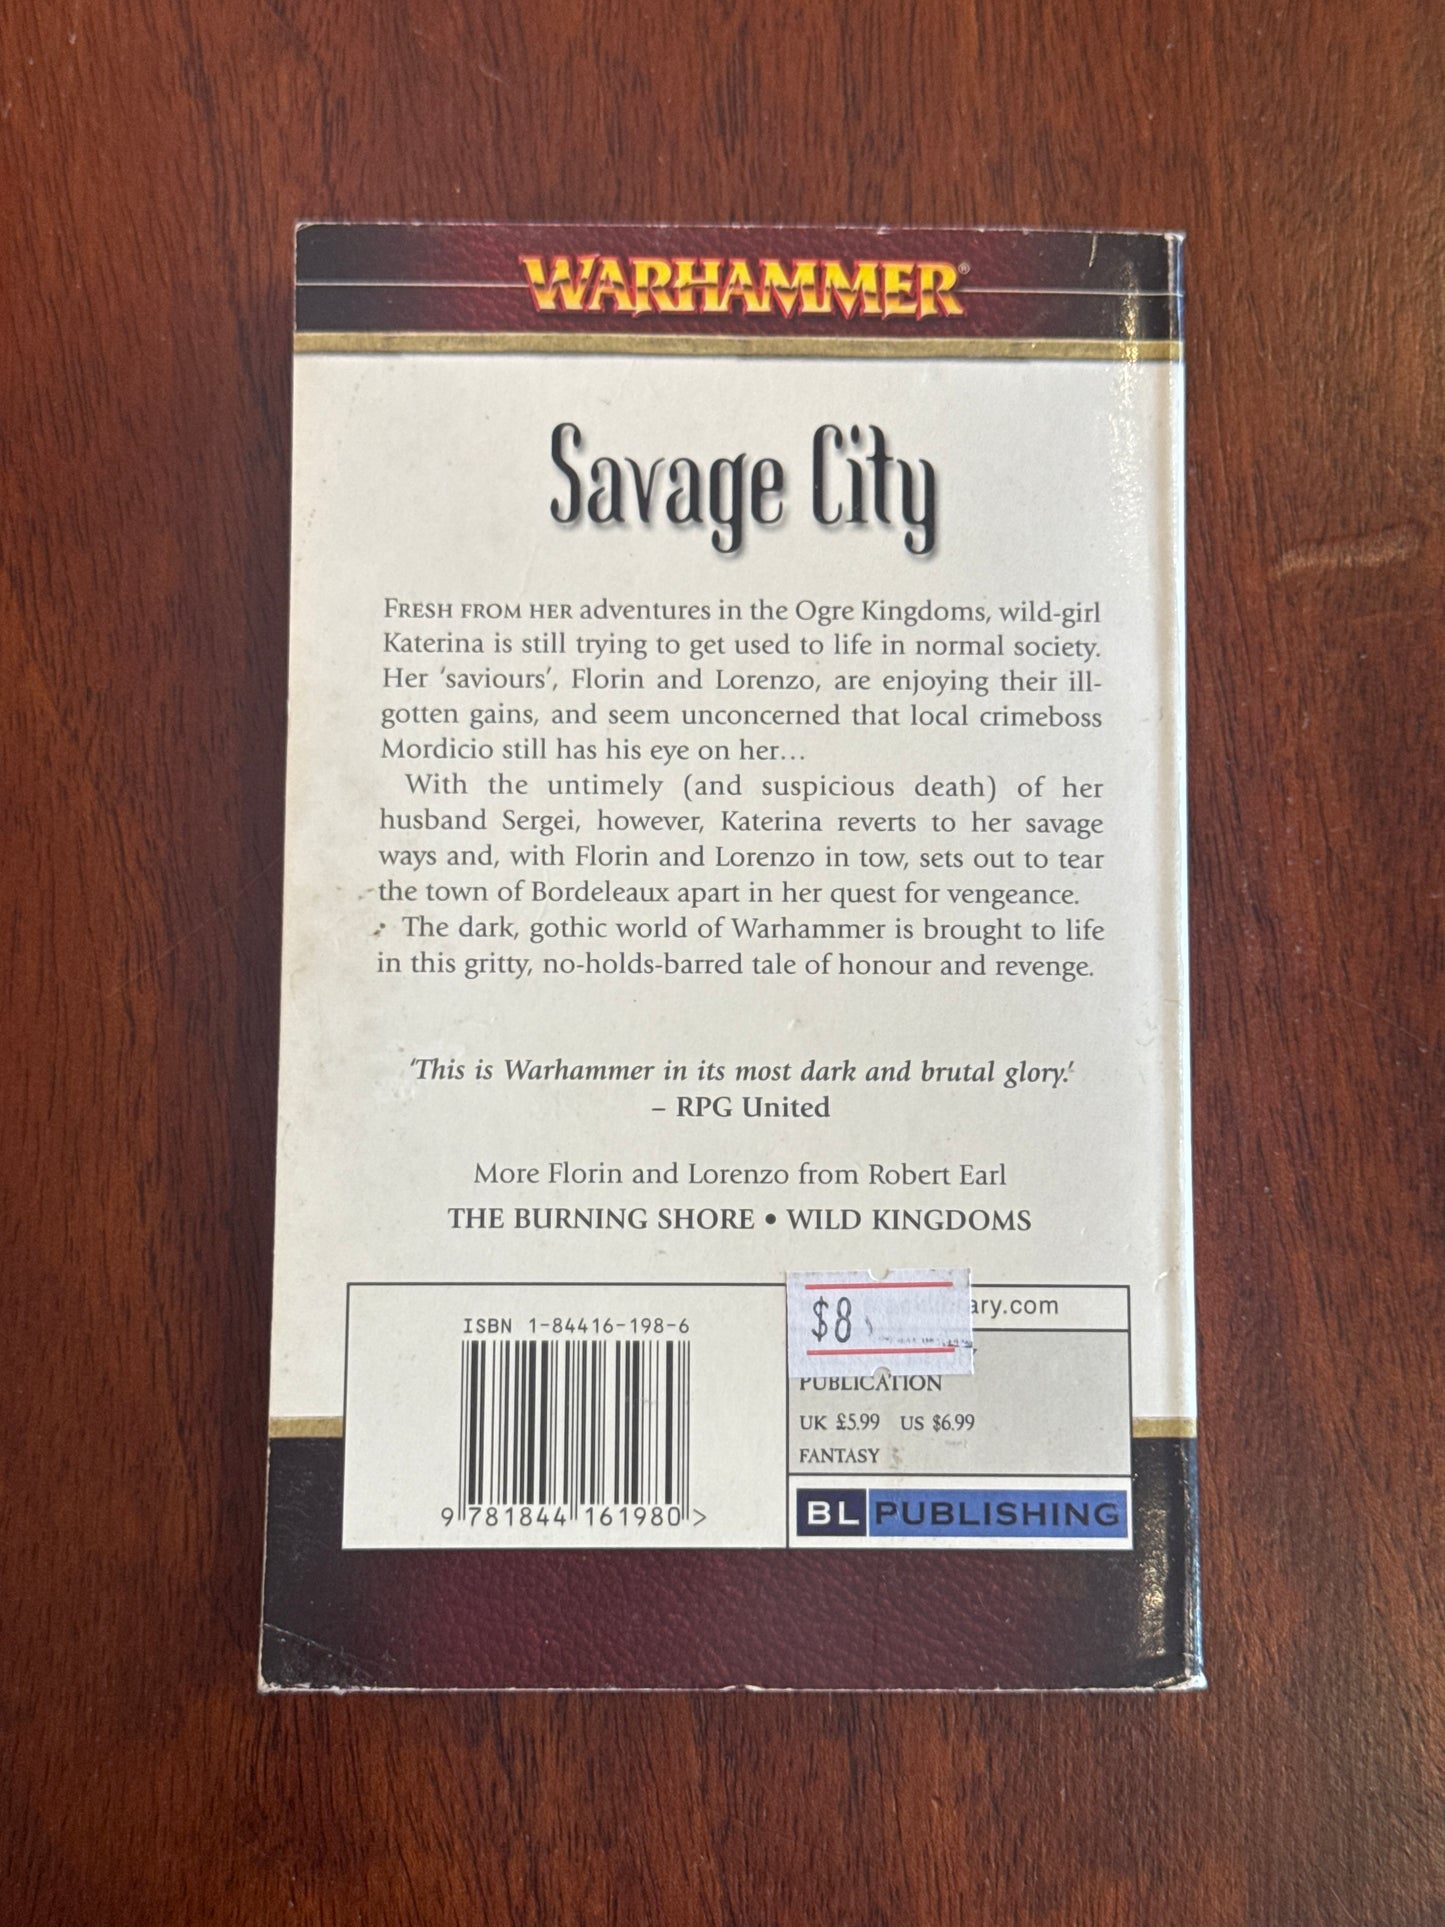 WARHAMMER®
Savage City
FRESH FROM HER adventures in the Ogre Kingdoms, wild-girl
Katerina is still trying to get used to life in normal society.
Her ‘saviours’, Florin and Lorenzo, are enjoying their ill-
gotten gains, and seem unconcerned that local crimeboss
Mordicio still has his eye on her…
With the untimely (and suspicious death) of her
husband Sergei, however, Katerina reverts to her savage
ways and, with Florin and Lorenzo in tow, sets out to tear
the town of Bordeleaux apart in her quest for vengeance.
The dark, gothic world of Warhammer is brought to life
in this gritty, no-holds-barred tale of honour and revenge.
‘This is Warhammer in its most dark and brutal glory.‘
– RPG United
More Florin and Lorenzo from Robert Earl
THE BURNING SHORE • WILD KINGDOMS
ISBN 1-84416-198-6
9 781844 161980 >
$8
ary.com
PUBLICATION
UK £5.99 US $6.99
FANTASY
BL PUBLISHING